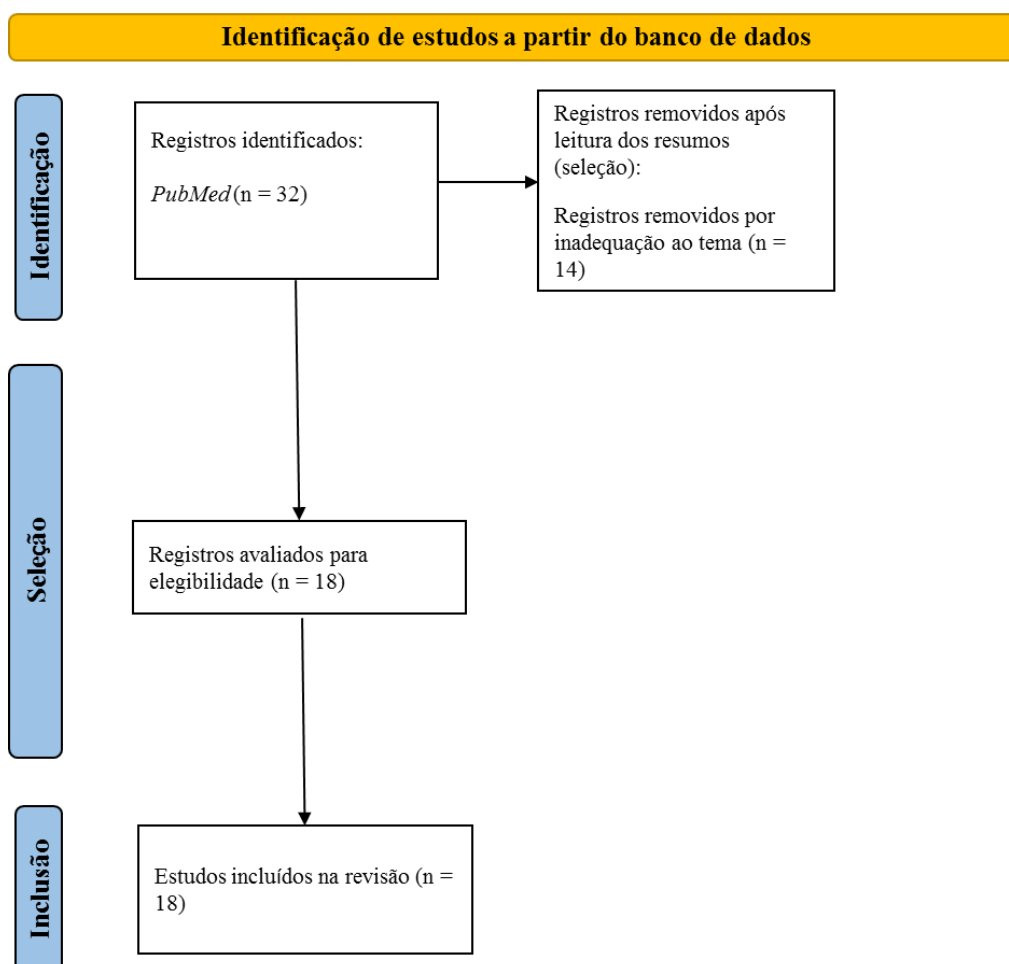 Identificação de estudos a partir do banco de dados
Identificação
Registros identificados:
PubMed (n = 32)
Registros removidos após
leitura dos resumos
(seleção):
Registros removidos por
inadequação ao tema (n =
14)
Seleção
Registros avaliados para
elegibilidade (n = 18)
Inclusão
Estudos incluídos na revisão (n =
18)